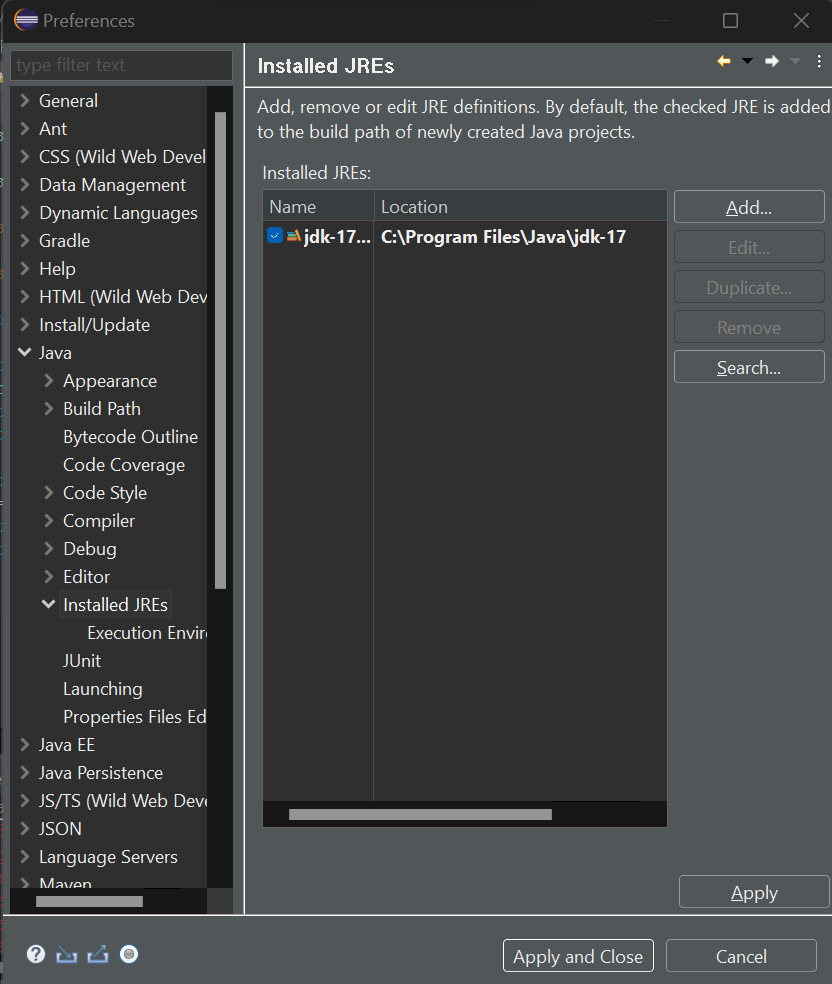 Preferences
type filter text
General
Ant
CSS (Wild Web Devel
Data Management
Dynamic Languages
Gradle
Help
HTML (Wild Web Dev
Install/Update
Java
Appearance
Build Path
Bytecode Outline
Code Coverage
Code Style
Compiler
Debug
Editor
Installed JREs
Execution Enviro
JUnit
Launching
Properties Files Ed
Java EE
Java Persistence
JS/TS (Wild Web Deve
JSON
Language Servers
Maven
Installed JREs
Add, remove or edit JRE definitions. By default, the checked JRE is added
to the build path of newly created Java projects.
Installed JREs:
Name Location
jdk-17... C:\Program Files\Java\jdk-17
Add...
Edit...
Duplicate...
Remove
Search...
Apply
Apply and Close
Cancel